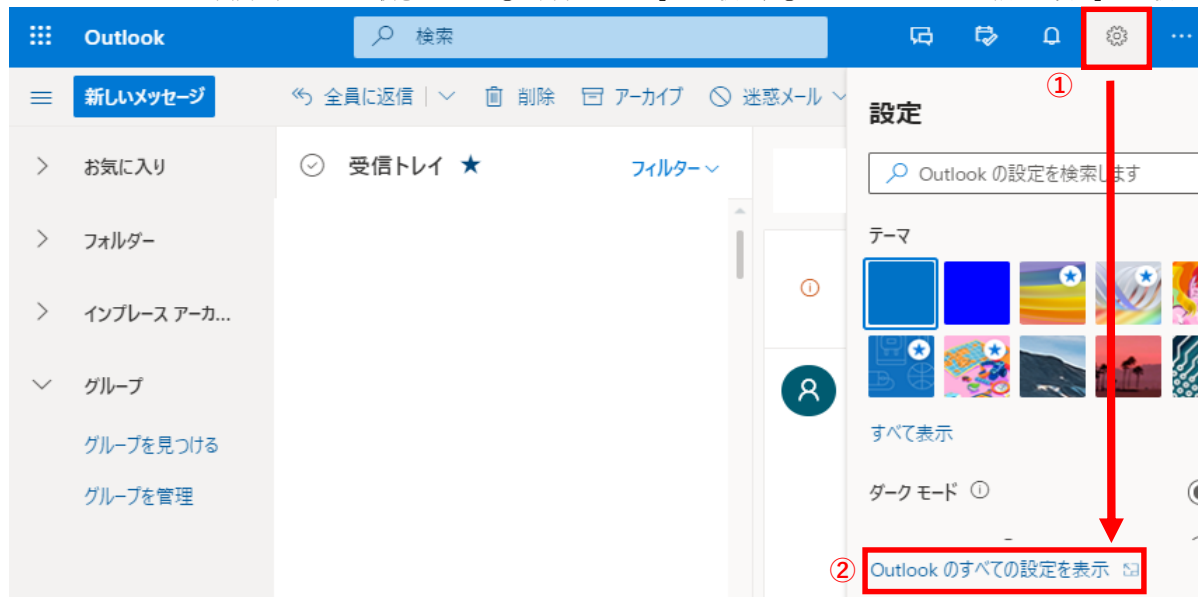 Outlook
検索
①
新しいメッセージ
全員に返信
削除
アーカイブ
迷惑メール
設定
お気に入り
受信トレイ
フィルター
Outlook の設定を検索します
フォルダー
テーマ
インプレース アーカ...
グループ
グループを見つける
すべて表示
グループを管理
ダーク モード
②
Outlook のすべての設定を表示